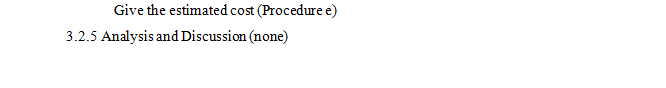 Give the estimated cost (Procedure e)
3.2.5 Analysis and Discussion (none)